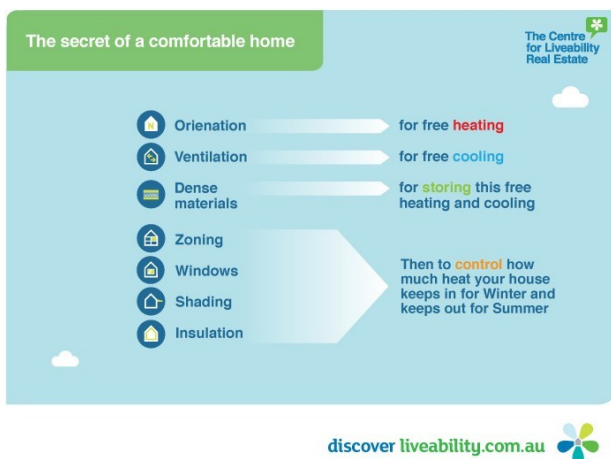 The secret of a comfortable home
The Centre
for Liveability
Real Estate
N
Orienation
for free heating
Ventilation
for free cooling
Dense
materials
for storing this free
heating and cooling
Zoning
Windows
Shading
Insulation
Then to control how
much heat your house
keeps in for Winter and
keeps out for Summer
discover liveability.com.au